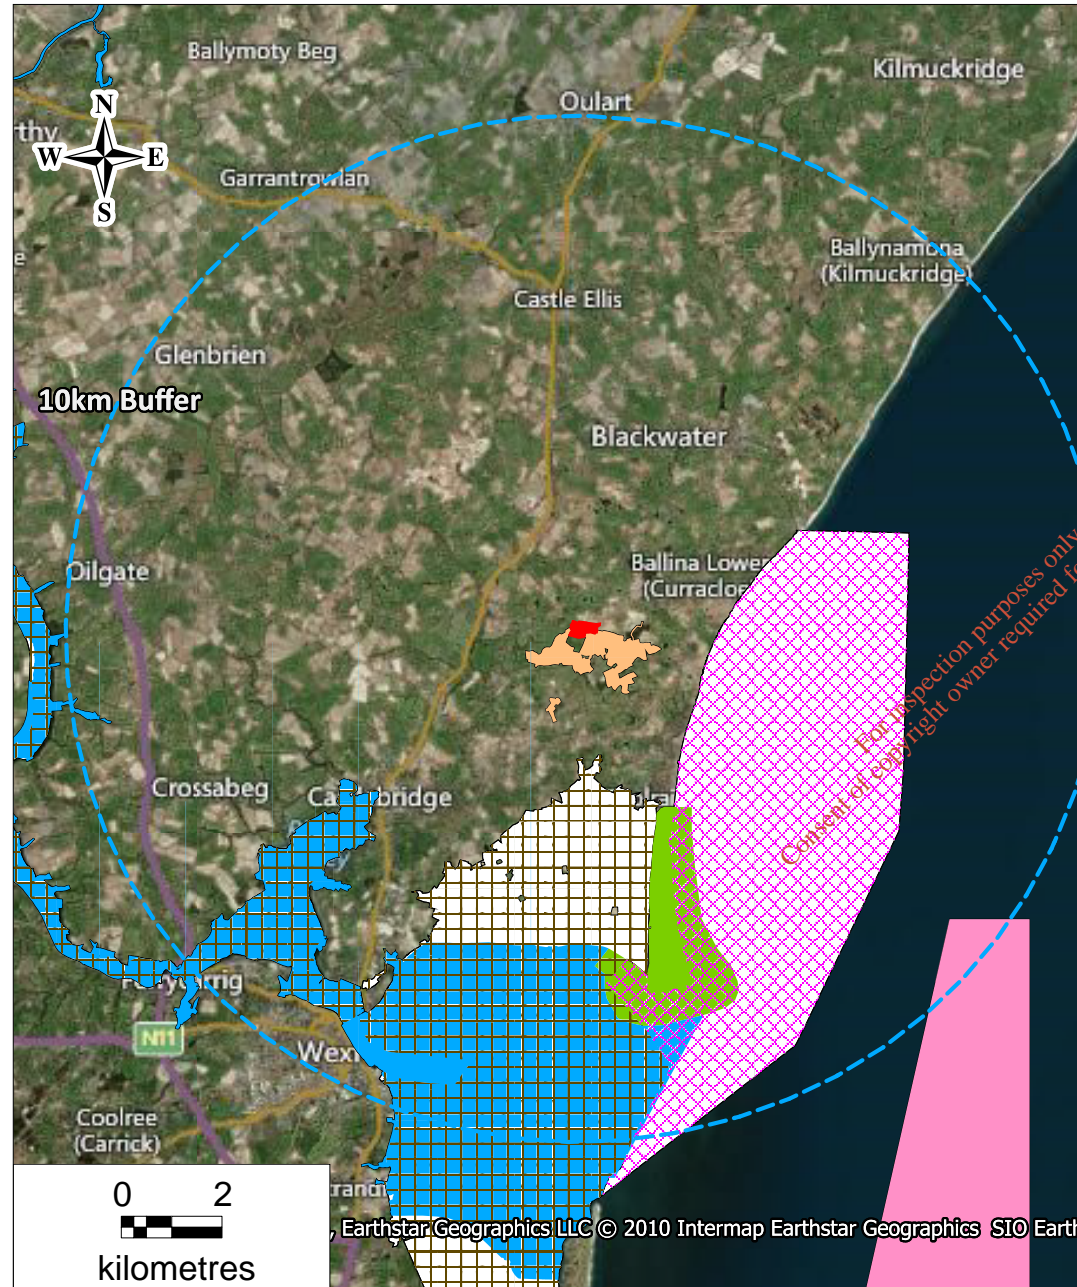 Ballymoty Beg
Kilmuckridge
Oulart
N
W E
S
Garrantrowlan
Ballynamona
(Kilmuckridge)
Castle Ellis
Glenbrien
10km Buffer
Blackwater
Oilgate
Ballina Lower
For inspection purposes only
Consent of copyright owner required
Crossabeg
N11
Coolree
(Carrick)
0 2
kilometres
, Earthstar Geographics LLC © 2010 Intermap Earthstar Geographics SIO